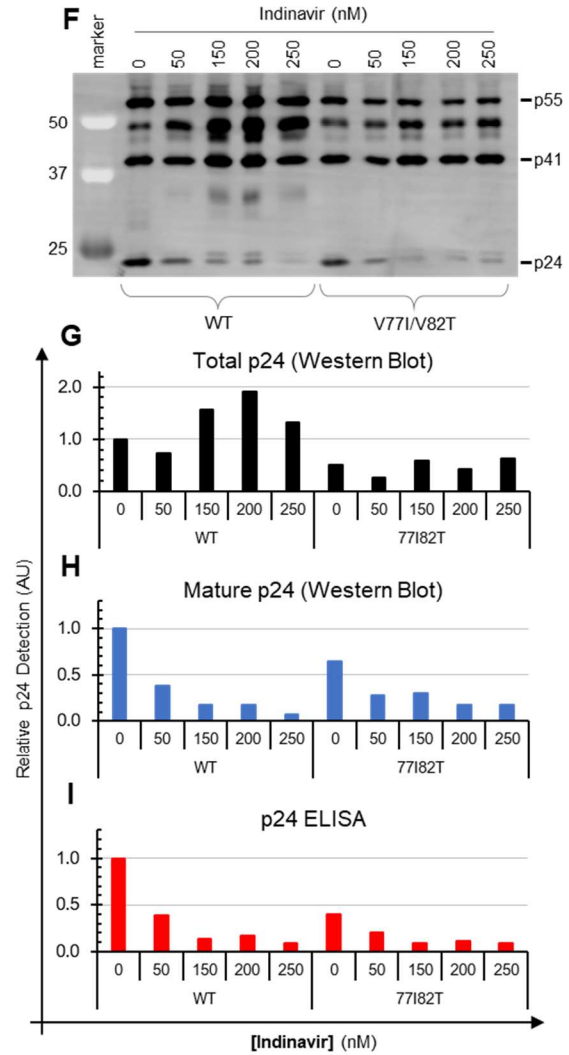 F
Indinavir (nM)
marker
0 50 150 200 250 0 50 150 200 250
p55
50
p41
37
25
p24
WT V77I/V82T
G
Total p24 (Western Blot)
2.0
1.0
0.0
0 50 150 200 250 0 50 150 200 250
WT 77I82T
H
Mature p24 (Western Blot)
1.0
0.5
0.0
0 50 150 200 250 0 50 150 200 250
WT 77I82T
I
p24 ELISA
1.0
0.5
0.0
0 50 150 200 250 0 50 150 200 250
WT 77I82T
Relative p24 Detection (AU)
[Indinavir] (nM)